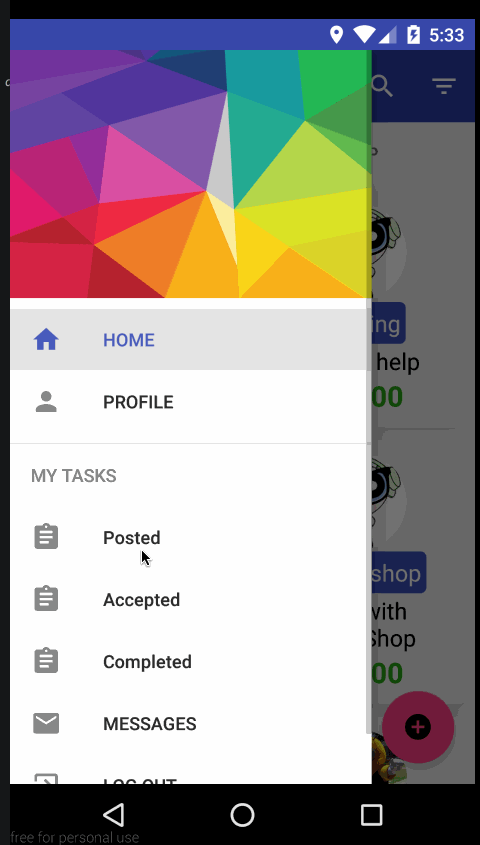 5:33
HOME
PROFILE
MY TASKS
Posted
Accepted
Completed
MESSAGES
LOG OUT
ing
help
00
shop
with
Shop
00
free for personal use